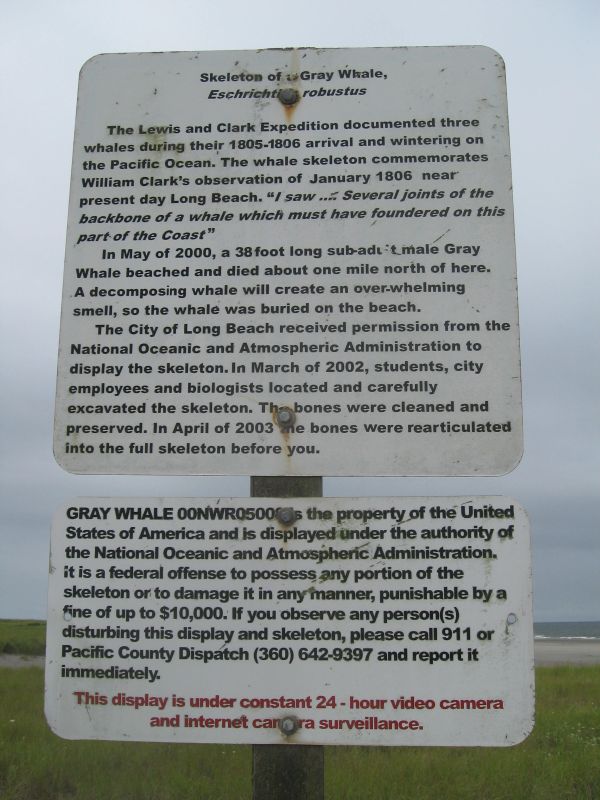 Skeleton of a Gray Whale,
Eschrichtius robustus
The Lewis and Clark Expedition documented three
whales during their 1805-1806 arrival and wintering on
the Pacific Ocean. The whale skeleton commemorates
William Clark's observation of January 1806 near
present day Long Beach. "I saw .... Several joints of the
backbone of a whale which must have foundered on this
part of the Coast"
In May of 2000, a 38 foot long sub-adult male Gray
Whale beached and died about one mile north of here.
A decomposing whale will create an over-whelming
smell, so the whale was buried on the beach.
The City of Long Beach received permission from the
National Oceanic and Atmospheric Administration to
display the skeleton. In March of 2002, students, city
employees and biologists located and carefully
excavated the skeleton. The bones were cleaned and
preserved. In April of 2003 the bones were rearticulated
into the full skeleton before you.
GRAY WHALE is the property of the United
States of America and is displayed under the authority of
the National Oceanic and Atmospheric Administration.
it is a federal offense to possess any portion of the
skeleton or to damage it in any manner, punishable by a
fine of up to $10,000. If you observe any person(s)
disturbing this display and skeleton, please call 911 or
Pacific County Dispatch (360) 642-9397 and report it
immediately.
This display is under constant 24 - hour video camera
and internet camera surveillance.